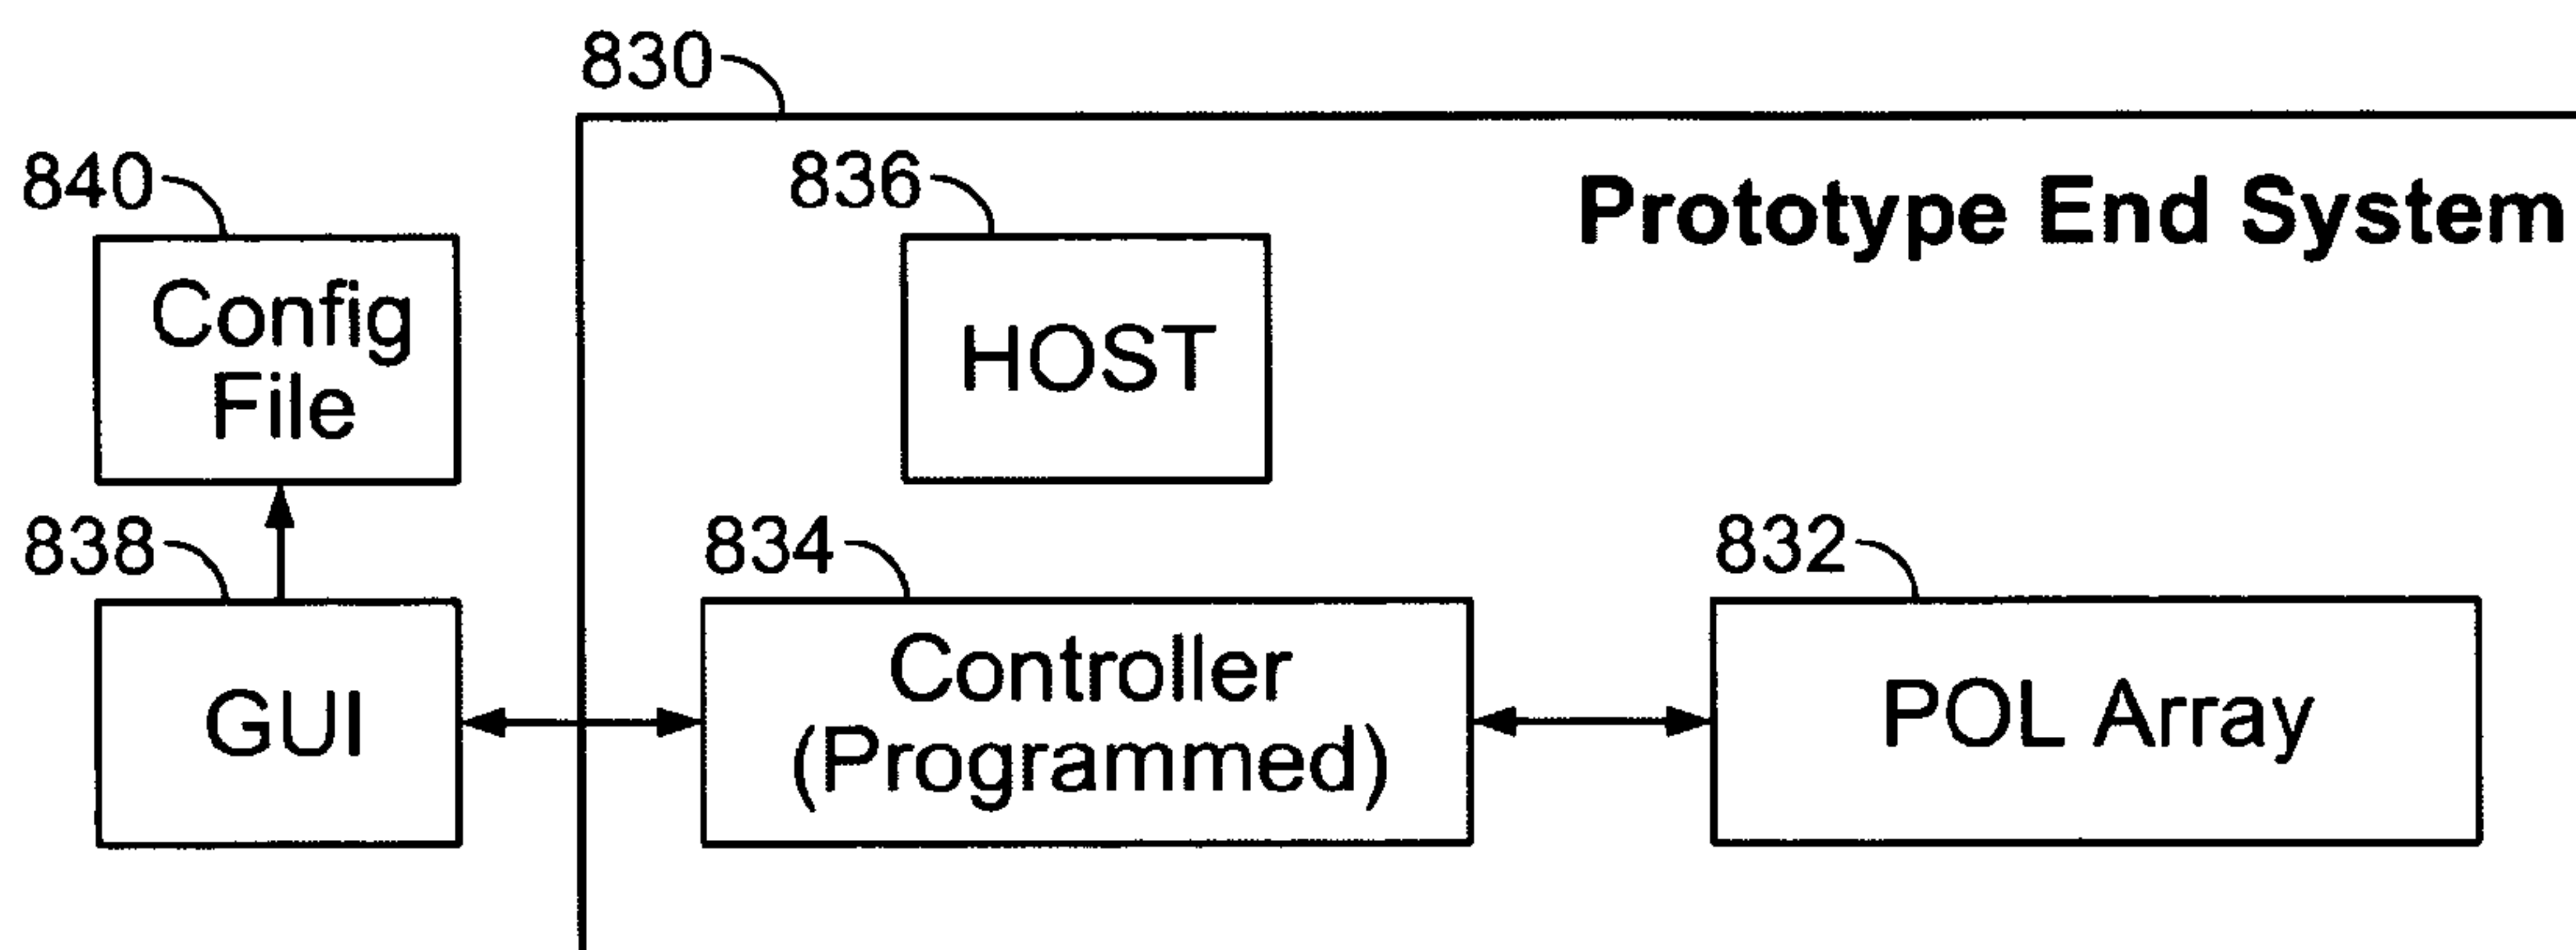 830
840
836
Prototype End System
Config
File
HOST
838
834
832
GUI
Controller
(Programmed)
POL Array